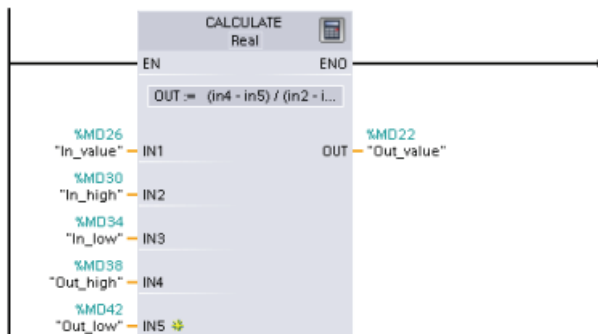 CALCULATE
Real
EN ENO
OUT := (in4 - in5) / (in2 - i...
%MD26 %MD22
"In_value" IN1 OUT "Out_value"
%MD30
"In_high" IN2
%MD34
"In_low" IN3
%MD38
"Out_high" IN4
%MD42
"Out_low" IN5